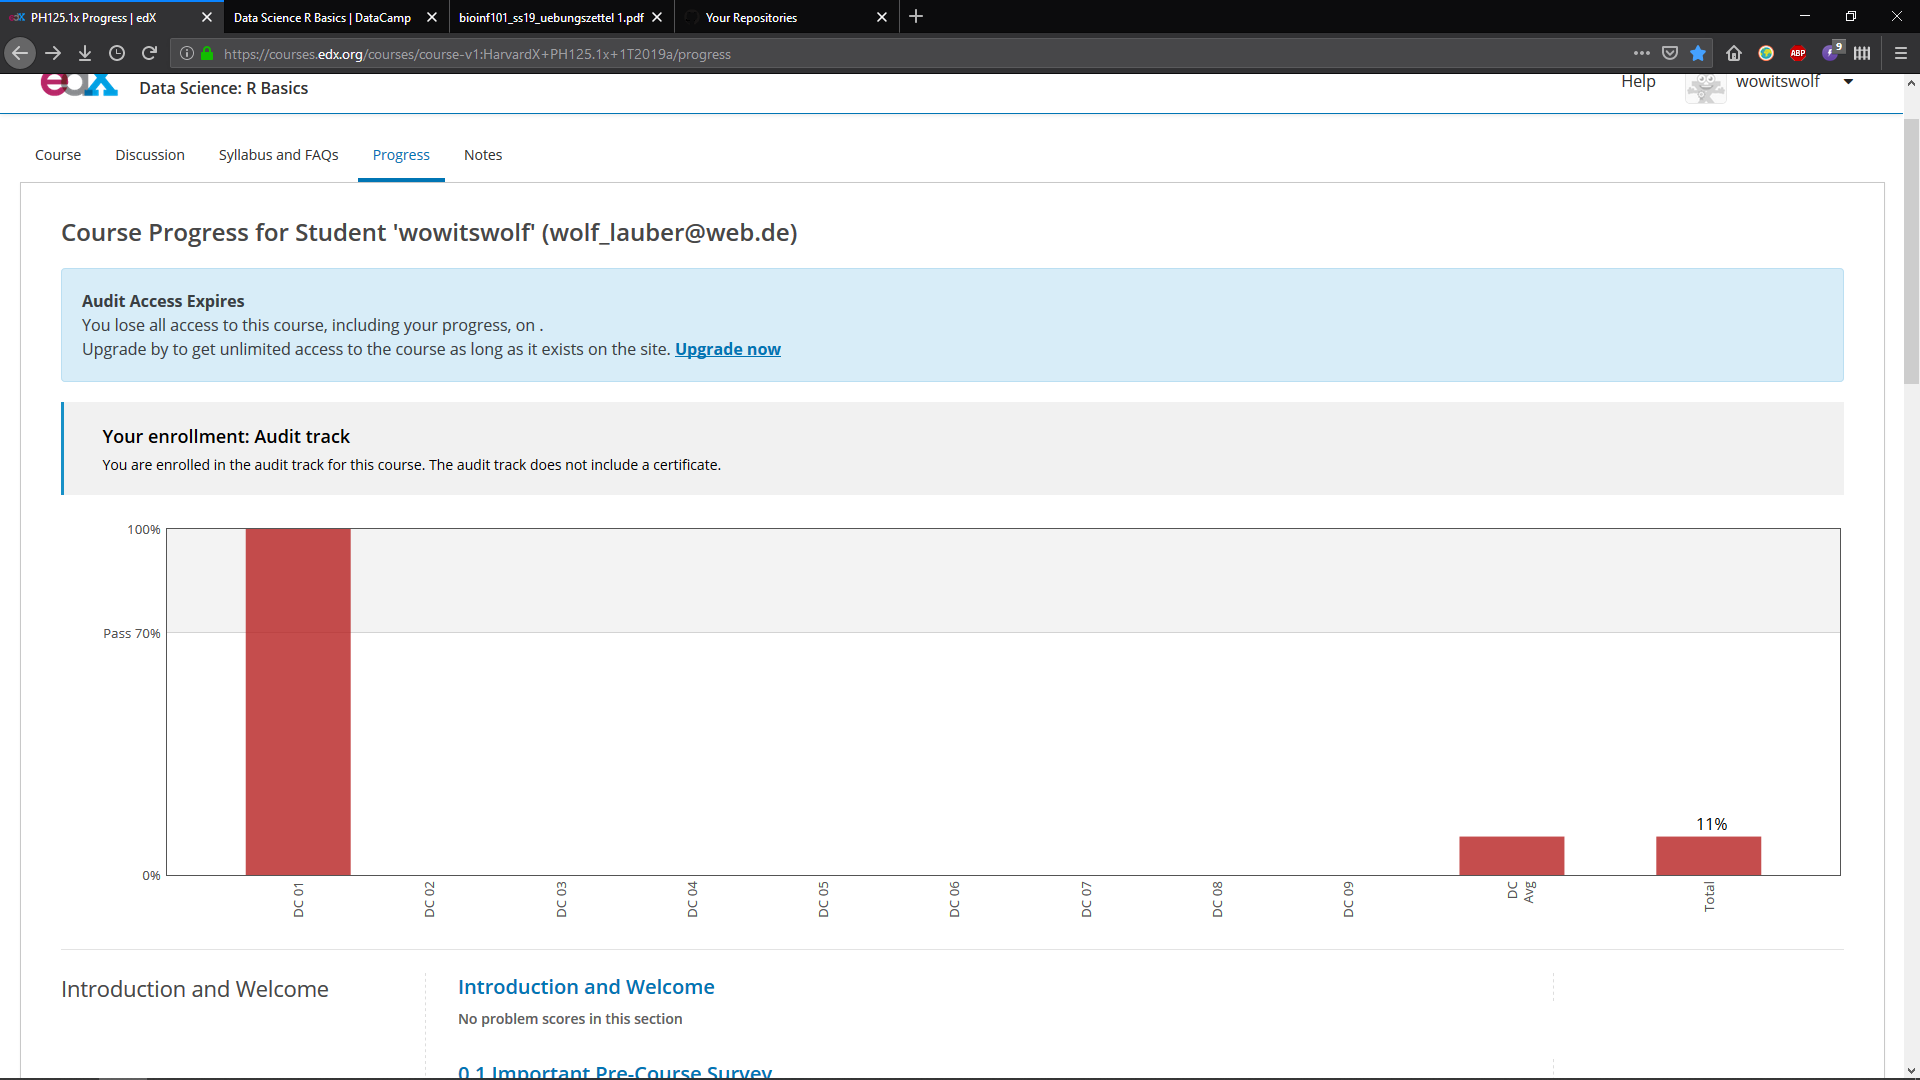 PH125.1x Progress | edX
Data Science R Basics | DataCamp
bioinf101_ss19_uebungszettel 1.pdf
Your Repositories
https://courses.edx.org/courses/course-v1:HarvardX+PH125.1x+1T2019a/progress
ABP
9
edX
Data Science: R Basics
Help
wowitswolf
Course
Discussion
Syllabus and FAQs
Progress
Notes
Course Progress for Student 'wowitswolf' (wolf_lauber@web.de)
Audit Access Expires
You lose all access to this course, including your progress, on .
Upgrade by to get unlimited access to the course as long as it exists on the site. Upgrade now
Your enrollment: Audit track
You are enrolled in the audit track for this course. The audit track does not include a certificate.
100%
Pass 70%
0%
11%
DC 01
DC 02
DC 03
DC 04
DC 05
DC 06
DC 07
DC 08
DC 09
DC
Avg
Total
Introduction and Welcome
Introduction and Welcome
No problem scores in this section
0.1 Important Pre-Course Survey